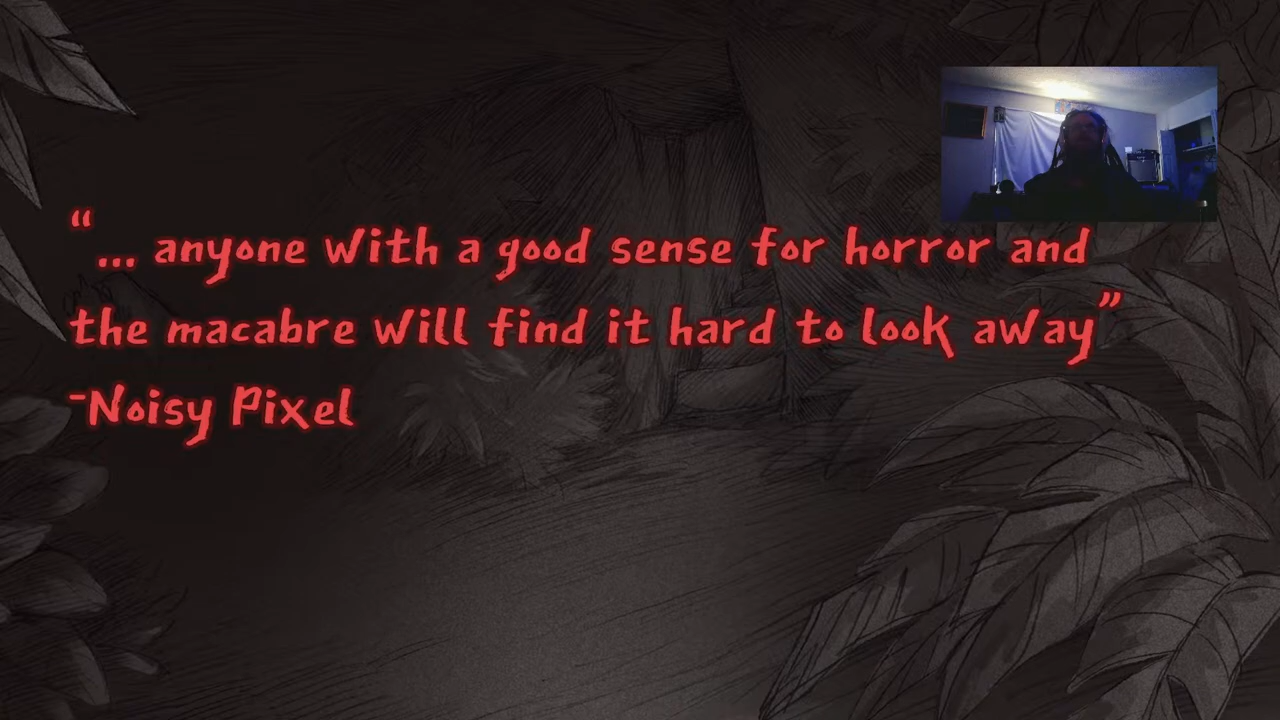 “... anyone with a good sense for horror and
the macabre will find it hard to look away”
-Noisy Pixel